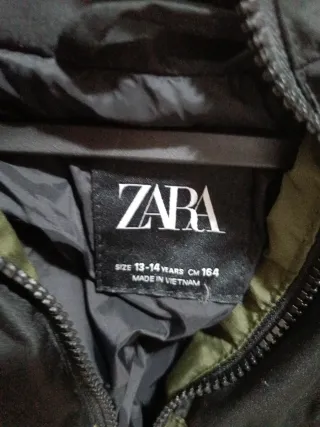 ZARA
SIZE 13-14 YEARS CM 164
MADE IN VIETNAM